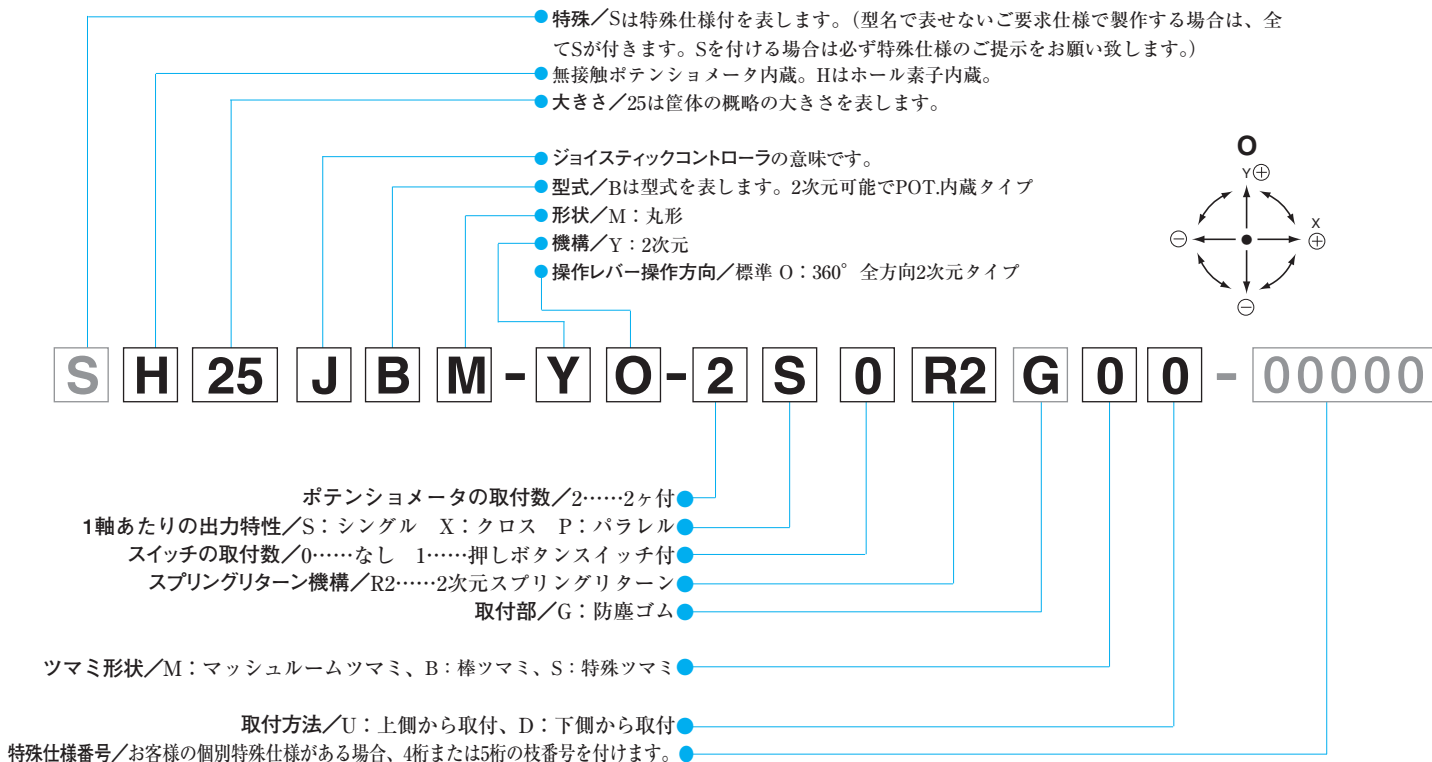 特殊／Sは特殊仕様付を表します。（型名で表せないご要求仕様で製作する場合は、全
てSが付きます。Sを付ける場合は必ず特殊仕様のご提示をお願い致します。）
無接触ポテンショメータ内蔵。Hはホール素子内蔵。
大きさ／25は筐体の概略の大きさを表します。
ジョイスティックコントローラの意味です。
型式／Bは型式を表します。2次元可能でPOT.内蔵タイプ
形状／M：丸形
機構／Y：2次元
操作レバー操作方向／標準 O：360°全方向2次元タイプ
O
Y⊕
X
⊖ ⊕
⊖
S H 25 J B M - Y O - 2 S 0 R2 G 0 0 - 00000
ポテンショメータの取付数／2……2ヶ付
1軸あたりの出力特性／S：シングル　X：クロス　P：パラレル
スイッチの取付数／0……なし　1……押しボタンスイッチ付
スプリングリターン機構／R2……2次元スプリングリターン
取付部／G：防塵ゴム
ツマミ形状／M：マッシュルームツマミ、B：棒ツマミ、S：特殊ツマミ
取付方法／U：上側から取付、D：下側から取付
特殊仕様番号／お客様の個別特殊仕様がある場合、4桁または5桁の枝番号を付けます。